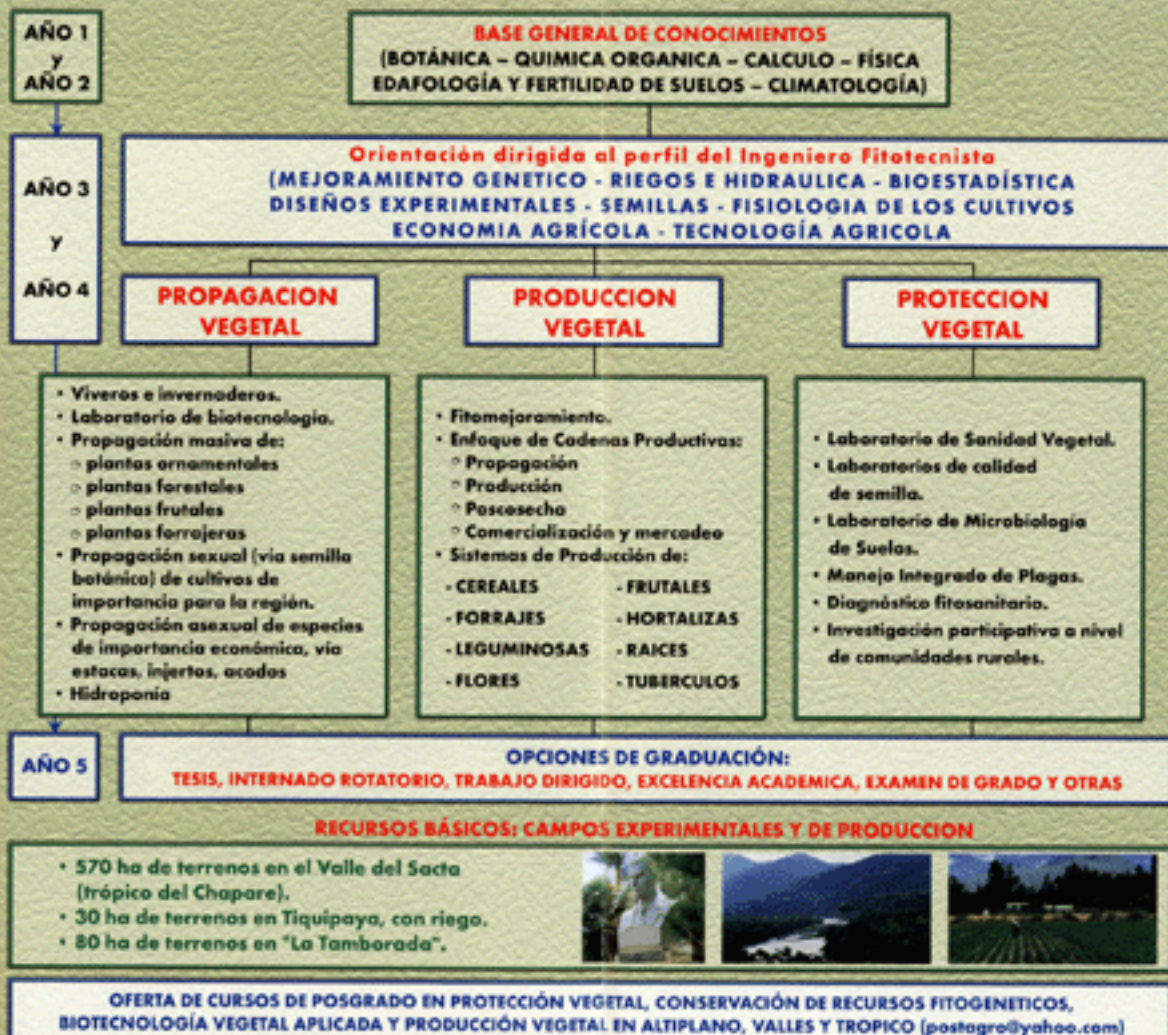 AÑO 1
y
AÑO 2
BASE GENERAL DE CONOCIMIENTOS
(BOTÁNICA – QUIMICA ORGANICA – CALCULO – FÍSICA
EDAFOLOGÍA Y FERTILIDAD DE SUELOS – CLIMATOLOGÍA)
AÑO 3
y
AÑO 4
Orientación dirigida al perfil del Ingeniero Fitotecnista
(MEJORAMIENTO GENETICO - RIEGOS E HIDRAULICA - BIOESTADÍSTICA
DISEÑOS EXPERIMENTALES - SEMILLAS - FISIOLOGIA DE LOS CULTIVOS
ECONOMIA AGRÍCOLA - TECNOLOGÍA AGRICOLA
PROPAGACION
VEGETAL
• Viveros e invernaderos.
• Laboratorio de biotecnología.
• Propagación masiva de:
○ plantas ornamentales
○ plantas forestales
○ plantas frutales
○ plantas forrajeras
• Propagación sexual (vía semilla
botánica) de cultivos de
importancia para la región.
• Propagación asexual de especies
de importancia económica, vía
estacas, injertos, acodos
• Hidroponía
PRODUCCION
VEGETAL
• Fitomejoramiento.
• Enfoque de Cadenas Productivas:
○ Propagación
○ Producción
○ Poscosecha
○ Comercialización y mercadeo
• Sistemas de Producción de:
- CEREALES - FRUTALES
- FORRAJES - HORTALIZAS
- LEGUMINOSAS - RAICES
- FLORES - TUBERCULOS
PROTECCION
VEGETAL
• Laboratorio de Sanidad Vegetal.
• Laboratorios de calidad
de semilla.
• Laboratorio de Microbiología
de Suelos.
• Manejo Integrado de Plagas.
• Diagnóstico fitosanitario.
• Investigación participativa a nivel
de comunidades rurales.
AÑO 5
OPCIONES DE GRADUACIÓN:
TESIS, INTERNADO ROTATORIO, TRABAJO DIRIGIDO, EXCELENCIA ACADEMICA, EXAMEN DE GRADO Y OTRAS
RECURSOS BÁSICOS: CAMPOS EXPERIMENTALES Y DE PRODUCCION
• 570 ha de terrenos en el Valle del Sacta
(trópico del Chapare).
• 30 ha de terrenos en Tiquipaya, con riego.
• 80 ha de terrenos en "La Tamborada".
OFERTA DE CURSOS DE POSGRADO EN PROTECCIÓN VEGETAL, CONSERVACIÓN DE RECURSOS FITOGENETICOS,
BIOTECNOLOGÍA VEGETAL APLICADA Y PRODUCCIÓN VEGETAL EN ALTIPLANO, VALLES Y TROPICO (postagro@yahoo.com)